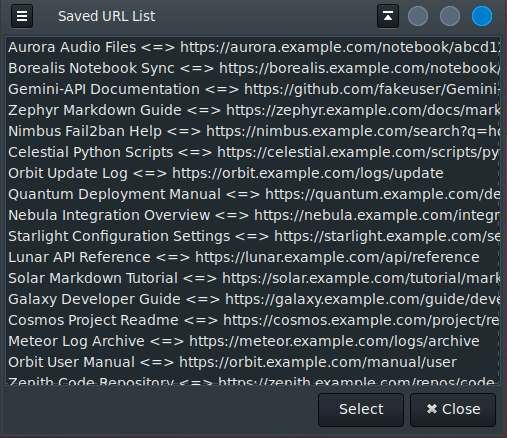 Saved URL List
Aurora Audio Files <=> https://aurora.example.com/notebook/abcd1
Borealis Notebook Sync <=> https://borealis.example.com/notebook/
Gemini-API Documentation <=> https://github.com/fakeuser/Gemini-
Zephyr Markdown Guide <=> https://zephyr.example.com/docs/mark
Nimbus Fail2ban Help <=> https://nimbus.example.com/search?q=h
Celestial Python Scripts <=> https://celestial.example.com/scripts/py
Orbit Update Log <=> https://orbit.example.com/logs/update
Quantum Deployment Manual <=> https://quantum.example.com/de
Nebula Integration Overview <=> https://nebula.example.com/integr
Starlight Configuration Settings <=> https://starlight.example.com/se
Lunar API Reference <=> https://lunar.example.com/api/reference
Solar Markdown Tutorial <=> https://solar.example.com/tutorial/mark
Galaxy Developer Guide <=> https://galaxy.example.com/guide/deve
Cosmos Project Readme <=> https://cosmos.example.com/project/re
Meteor Log Archive <=> https://meteor.example.com/logs/archive
Orbit User Manual <=> https://orbit.example.com/manual/user
Zenith Code Repository <=> https://zenith.example.com/repos/code
Select
Close